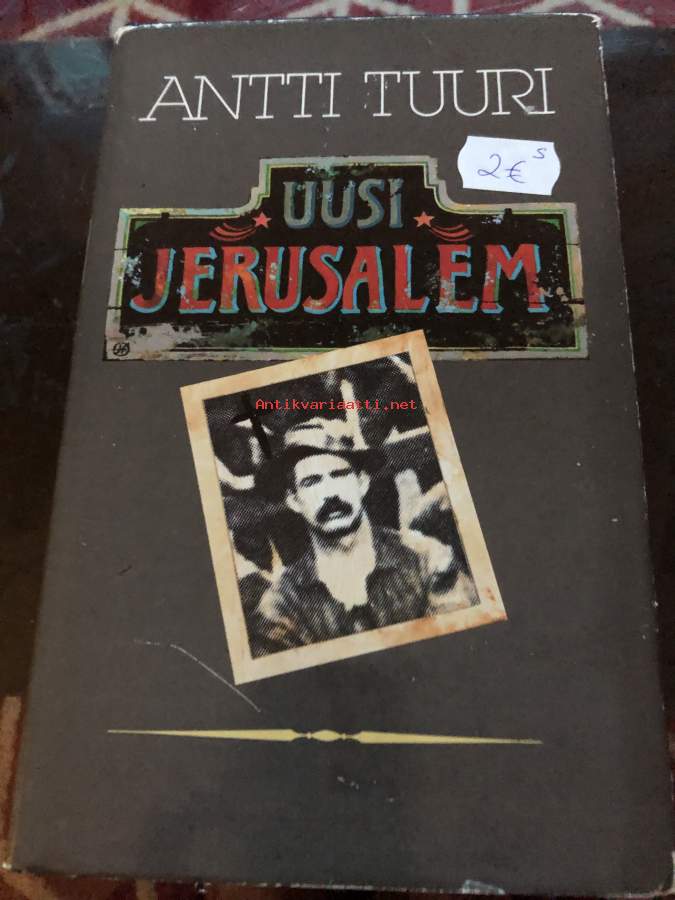 ANTTI TUURI
2€ s
UUSi
JERUSALEM
Antikvariaatti.net